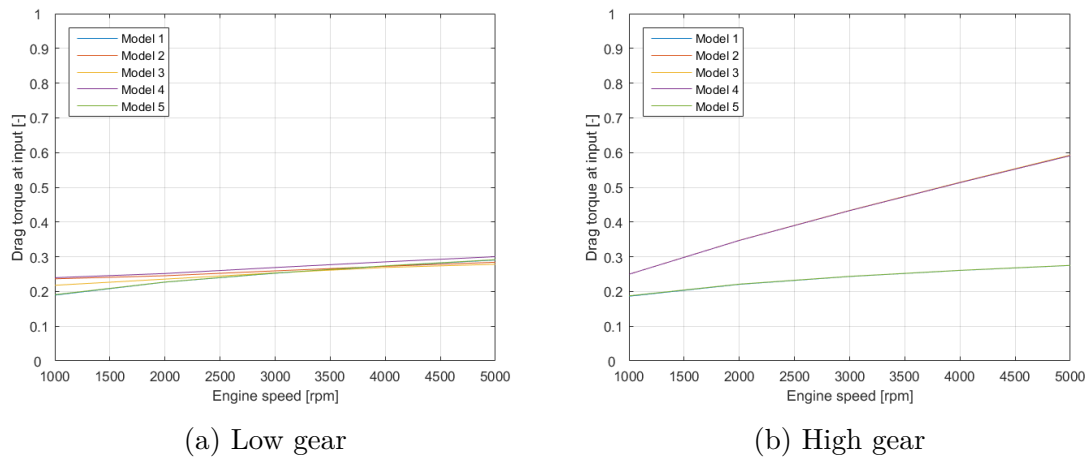 1
0.9
0.8
0.7
0.6
0.5
0.4
0.3
0.2
0.1
0
Drag torque at input [-]
Model 1
Model 2
Model 3
Model 4
Model 5
1000 1500 2000 2500 3000 3500 4000 4500 5000
Engine speed [rpm]
(a) Low gear
1
0.9
0.8
0.7
0.6
0.5
0.4
0.3
0.2
0.1
0
Drag torque at input [-]
Model 1
Model 2
Model 3
Model 4
Model 5
1000 1500 2000 2500 3000 3500 4000 4500 5000
Engine speed [rpm]
(b) High gear